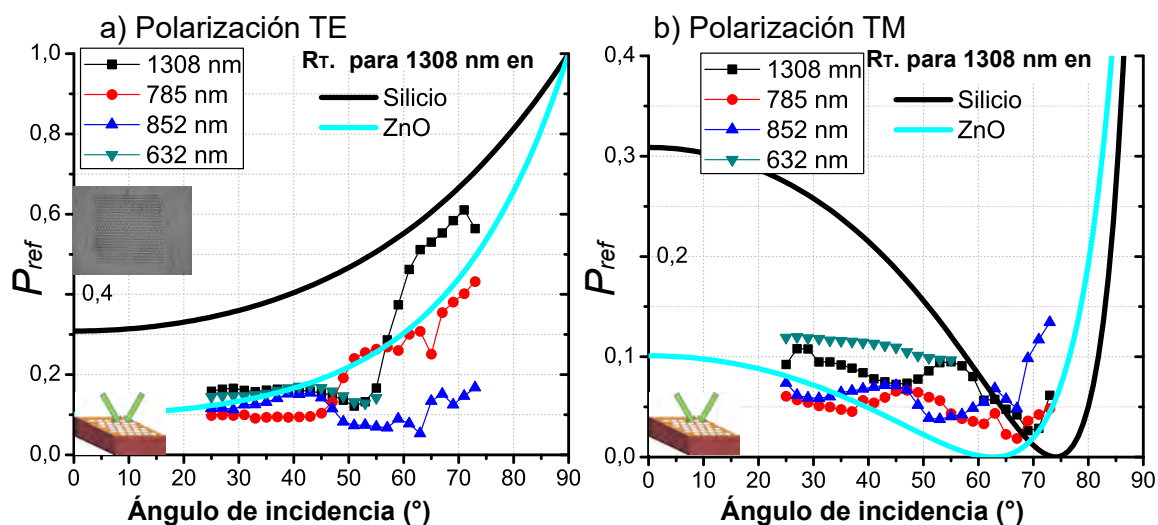 a) Polarización TE
1308 nm
785 nm
852 nm
632 nm
RT. para 1308 nm en
Silicio
ZnO
Pref
1,0
0,8
0,6
0,4
0,2
0,0
0 10 20 30 40 50 60 70 80 90
Ángulo de incidencia (°)
b) Polarización TM
1308 mn
785 nm
852 nm
632 nm
RT. para 1308 nm en
Silicio
ZnO
Pref
0,4
0,3
0,2
0,1
0,0
0 10 20 30 40 50 60 70 80 90
Ángulo de incidencia (°)